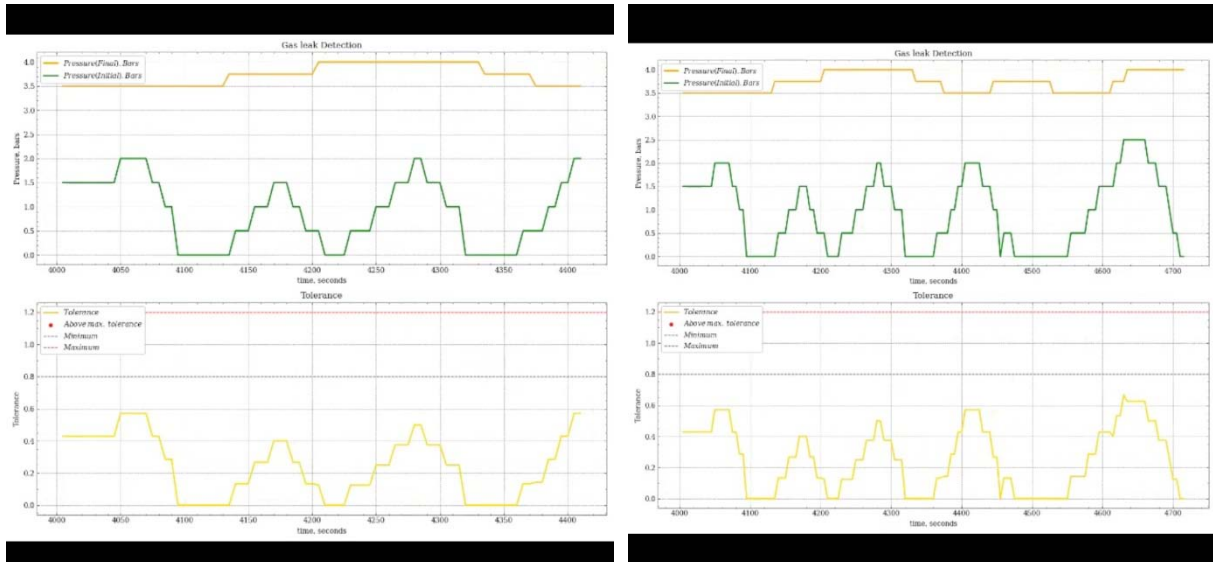 Gas leak Detection
Pressure(Final). Bars
Pressure(Initial). Bars
Pressure, bars
4.0
3.5
3.0
2.5
2.0
1.5
1.0
0.5
0.0
4000 4050 4100 4150 4200 4250 4300 4350 4400
time, seconds
Tolerance
Tolerance
Above max. tolerance
Minimum
Maximum
Tolerance
1.2
1.0
0.8
0.6
0.4
0.2
0.0
4000 4050 4100 4150 4200 4250 4300 4350 4400
time, seconds
Gas leak Detection
Pressure(Final). Bars
Pressure(Initial). Bars
Pressure, bars
4.0
3.5
3.0
2.5
2.0
1.5
1.0
0.5
0.0
4000 4100 4200 4300 4400 4500 4600 4700
time, seconds
Tolerance
Tolerance
Above max. tolerance
Minimum
Maximum
Tolerance
1.2
1.0
0.8
0.6
0.4
0.2
0.0
4000 4100 4200 4300 4400 4500 4600 4700
time, seconds